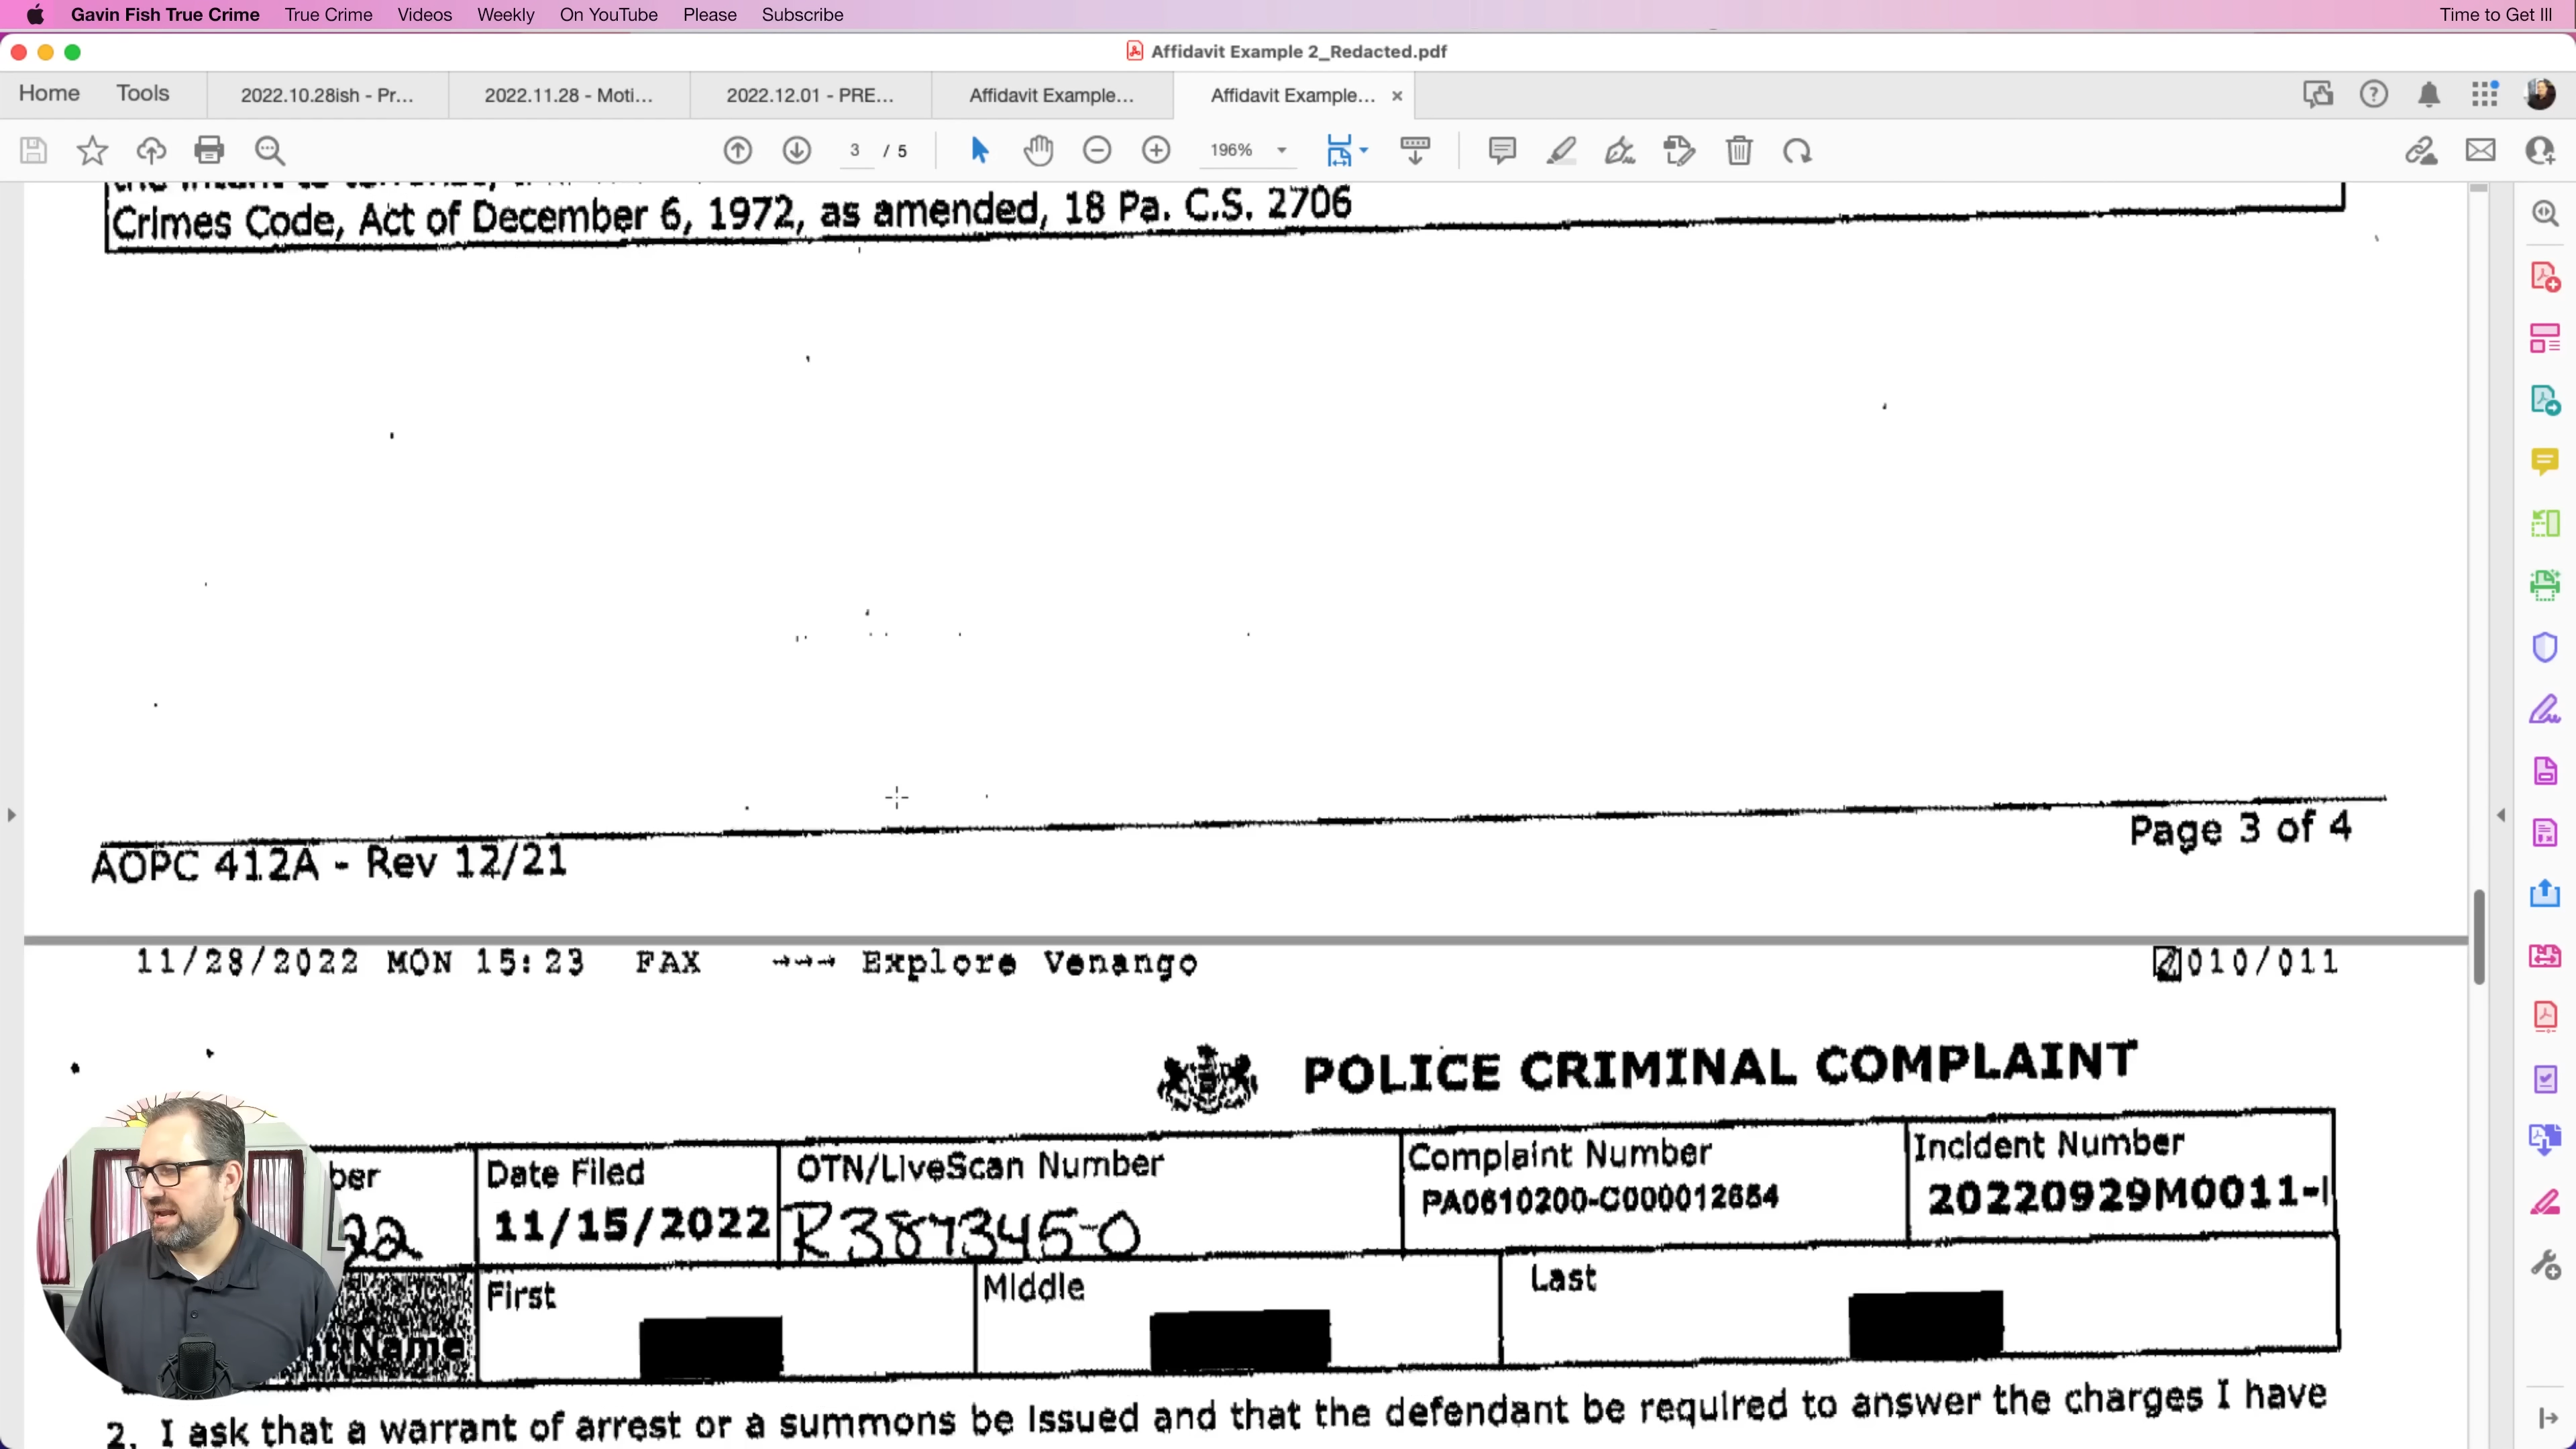 Gavin Fish True Crime True Crime Videos Weekly On YouTube Please Subscribe Time to Get Ill
Affidavit Example 2_Redacted.pdf
Home Tools 2022.10.28ish - Pr... 2022.11.28 - Moti... 2022.12.01 - PRE... Affidavit Example... Affidavit Example...
3 / 5 196%
Crimes Code, Act of December 6, 1972, as amended, 18 Pa. C.S. 2706
AOPC 412A - Rev 12/21 Page 3 of 4
11/28/2022 MON 15:23 FAX →→→ Explore Venango 010/011
POLICE CRIMINAL COMPLAINT
ber Date Filed OTN/LiveScan Number Complaint Number Incident Number
22 11/15/2022 R387345-0 PA0610200-C000012684 20220929M0011-I
First Middle Last
t Name
2. I ask that a warrant of arrest or a summons be issued and that the defendant be required to answer the charges I have